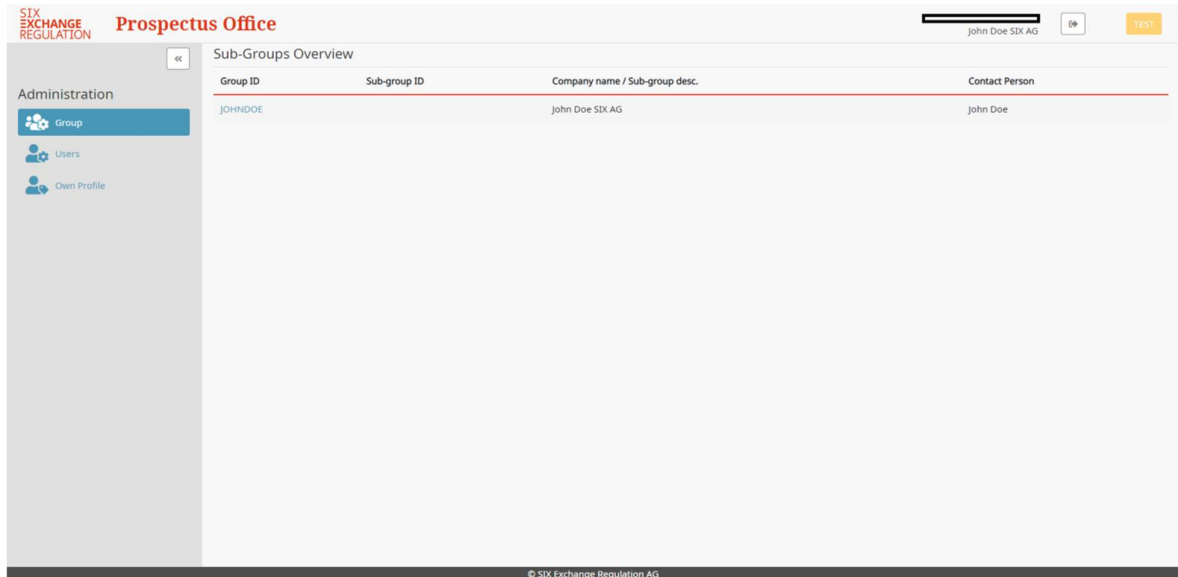 SIX
EXCHANGE
REGULATION
Prospectus Office
John Doe SIX AG
TEST
«
Administration
Group
Users
Own Profile
Sub-Groups Overview
Group ID Sub-group ID Company name / Sub-group desc. Contact Person
JOHNDOE John Doe SIX AG John Doe
© SIX Exchange Regulation AG